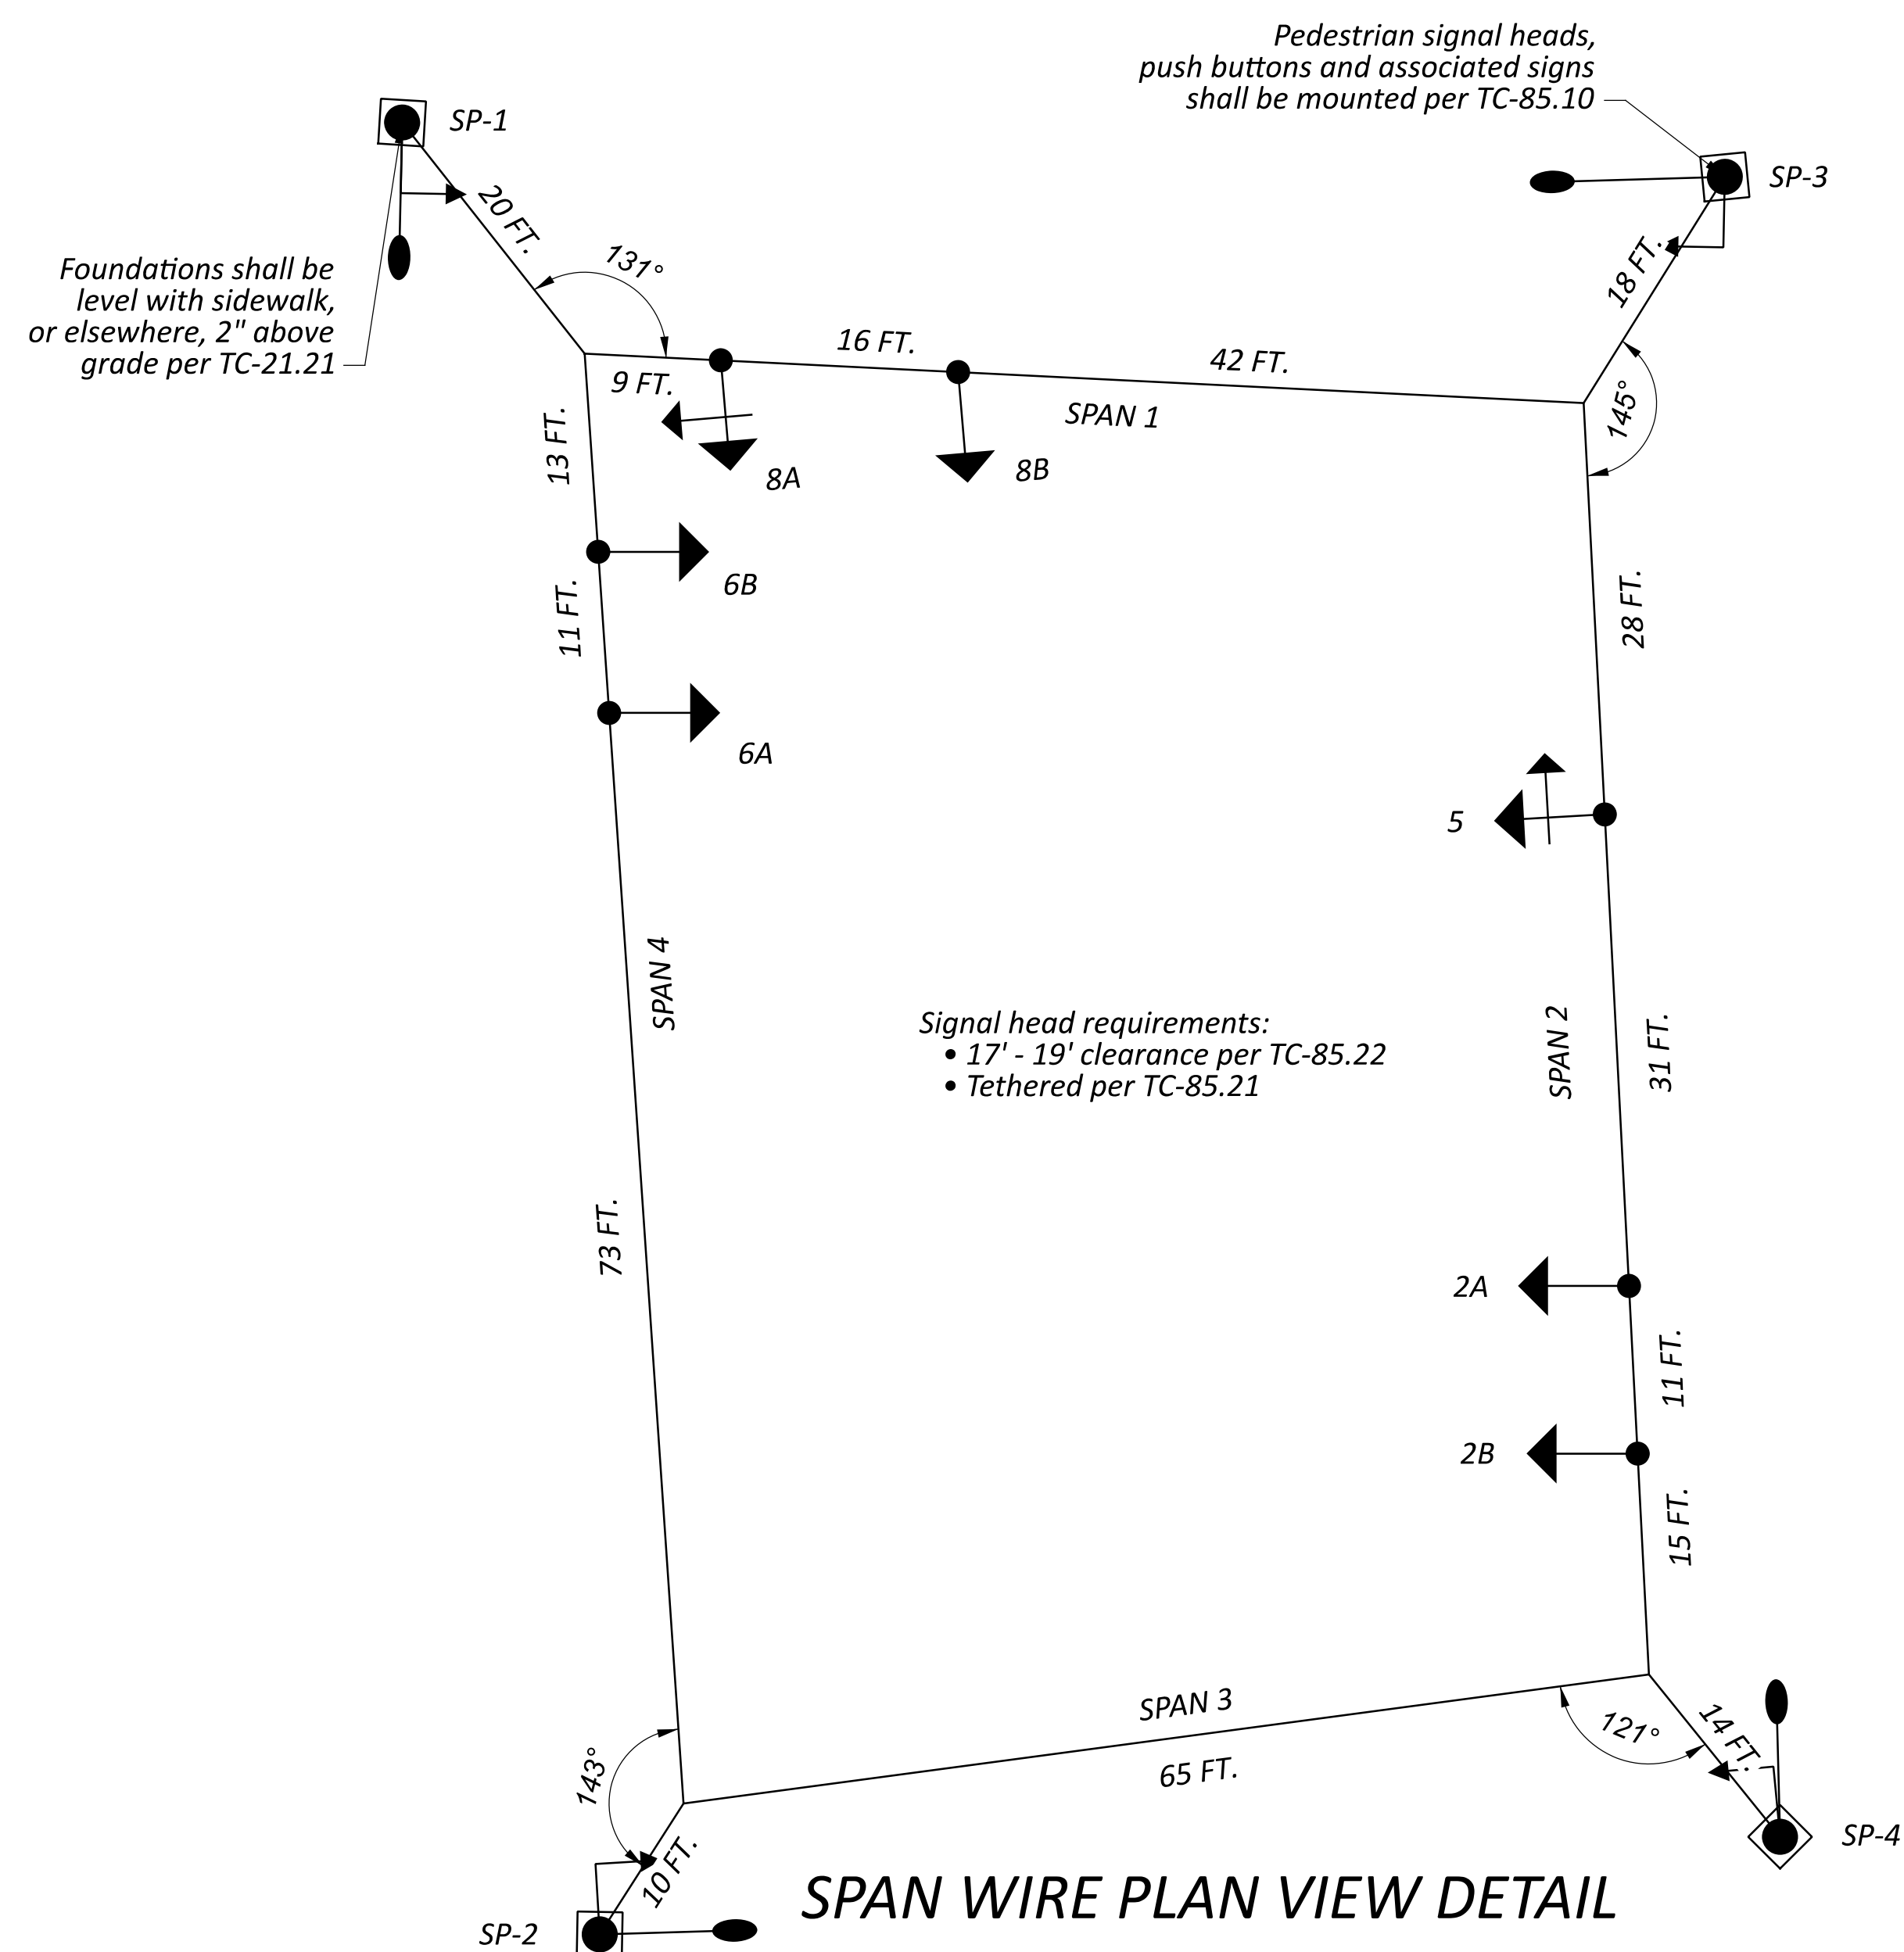 Pedestrian signal heads,
push buttons and associated signs
shall be mounted per TC-85.10
SP-1
SP-3
20 FT.
131°
18 FT.
Foundations shall be
level with sidewalk,
or elsewhere, 2" above
grade per TC-21.21
16 FT.
42 FT.
9 FT.
SPAN 1
145°
13 FT.
8A
8B
6B
11 FT.
28 FT.
6A
5
SPAN 4
Signal head requirements:
• 17' - 19' clearance per TC-85.22
• Tethered per TC-85.21
SPAN 2
31 FT.
73 FT.
2A
11 FT.
2B
15 FT.
SPAN 3
65 FT.
121°
14 FT.
143°
10 FT.
SP-4
SPAN WIRE PLAN VIEW DETAIL
SP-2